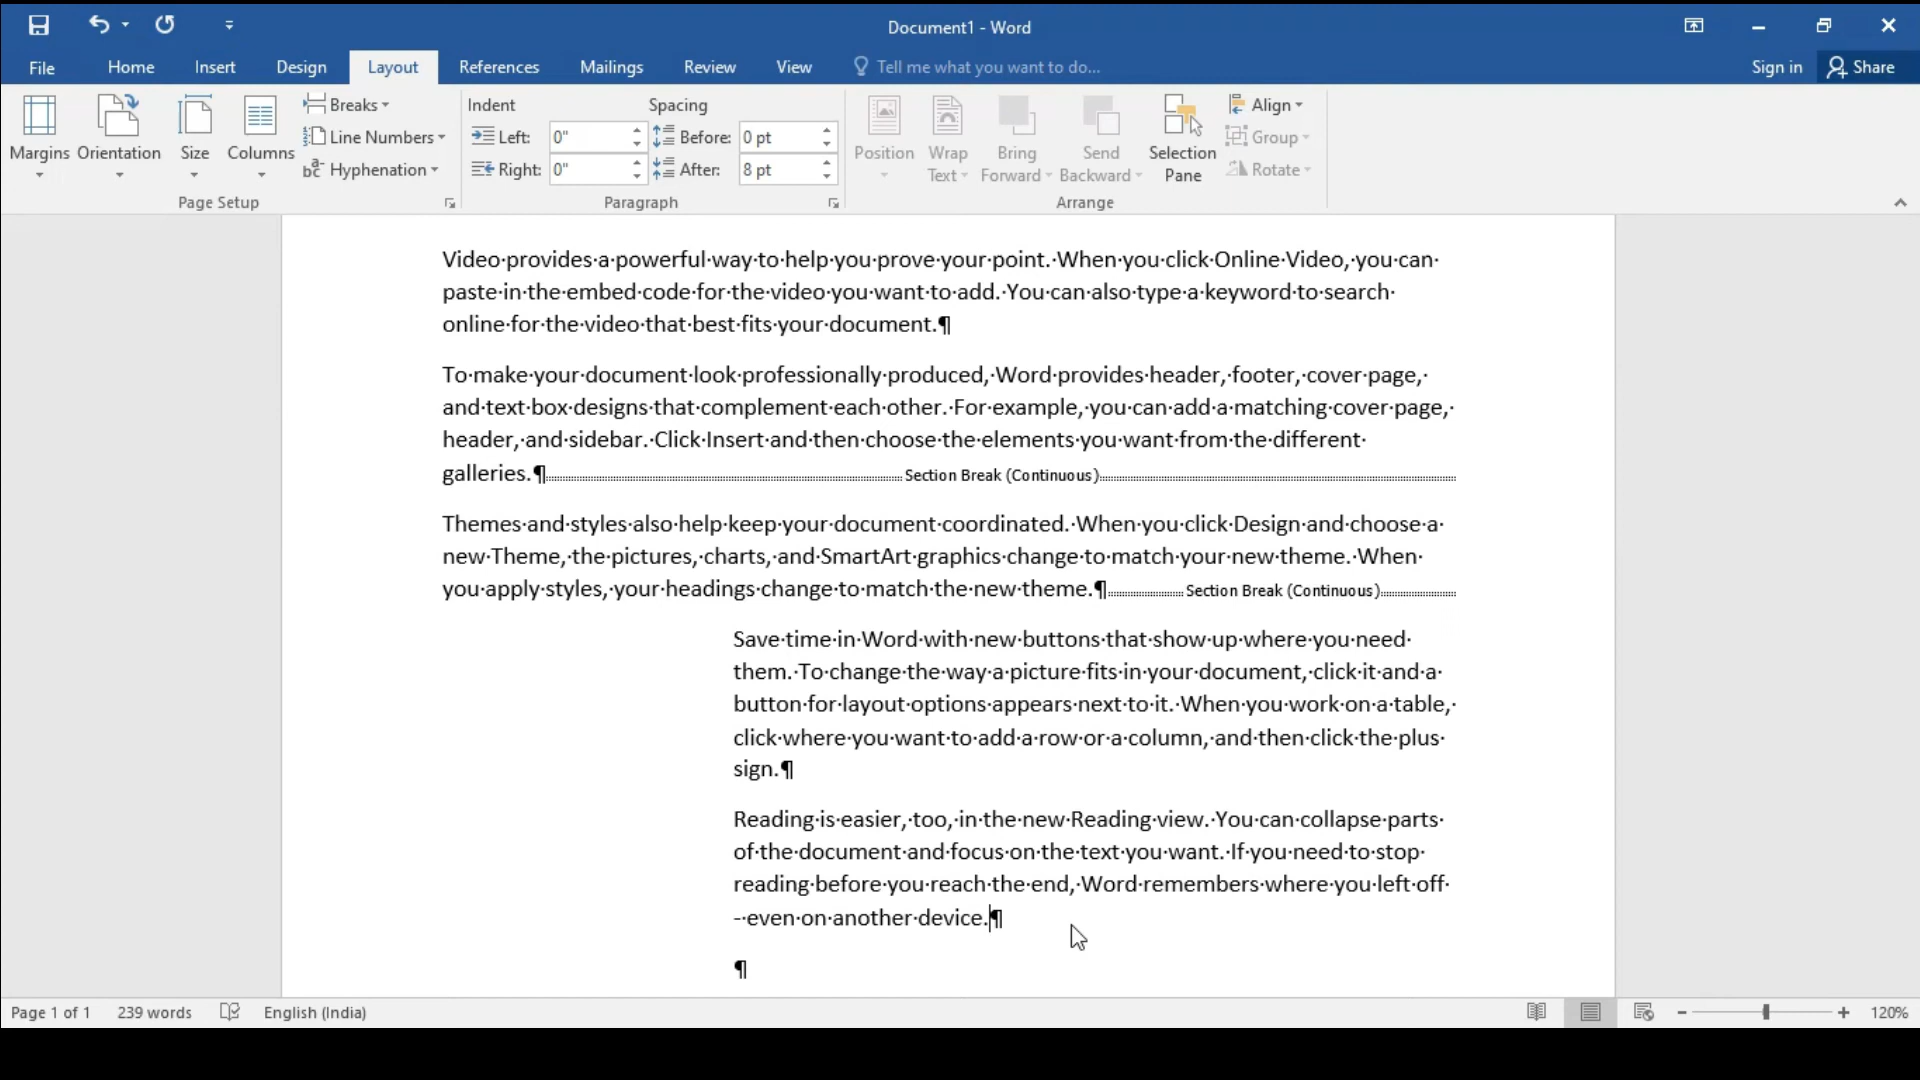 Document1 - Word
File Home Insert Design Layout References Mailings Review View Tell me what you want to do... Sign in Share
Margins
Orientation
Size
Columns
Breaks
Line Numbers
Hyphenation
Page Setup
Indent
Left: 0"
Right: 0"
Spacing
Before: 0 pt
After: 8 pt
Paragraph
Position
Wrap
Text
Bring
Forward
Send
Backward
Selection
Pane
Align
Group
Rotate
Arrange
Video·provides·a·powerful·way·to·help·you·prove·your·point.·When·you·click·Online·Video,·you·can·
paste·in·the·embed·code·for·the·video·you·want·to·add.·You·can·also·type·a·keyword·to·search·
online·for·the·video·that·best·fits·your·document.¶
To·make·your·document·look·professionally·produced,·Word·provides·header,·footer,·cover·page,·
and·text·box·designs·that·complement·each·other.·For·example,·you·can·add·a·matching·cover·page,·
header,·and·sidebar.·Click·Insert·and·then·choose·the·elements·you·want·from·the·different·
galleries.¶ Section Break (Continuous)
Themes·and·styles·also·help·keep·your·document·coordinated.·When·you·click·Design·and·choose·a·
new·Theme,·the·pictures,·charts,·and·SmartArt·graphics·change·to·match·your·new·theme.·When·
you·apply·styles,·your·headings·change·to·match·the·new·theme.¶ Section Break (Continuous)
Save·time·in·Word·with·new·buttons·that·show·up·where·you·need·
them.·To·change·the·way·a·picture·fits·in·your·document,·click·it·and·a·
button·for·layout·options·appears·next·to·it.·When·you·work·on·a·table,·
click·where·you·want·to·add·a·row·or·a·column,·and·then·click·the·plus·
sign.¶
Reading·is·easier,·too,·in·the·new·Reading·view.·You·can·collapse·parts·
of·the·document·and·focus·on·the·text·you·want.·If·you·need·to·stop·
reading·before·you·reach·the·end,·Word·remembers·where·you·left·off·
-·even·on·another·device.¶
¶
Page 1 of 1 239 words English (India) 120%